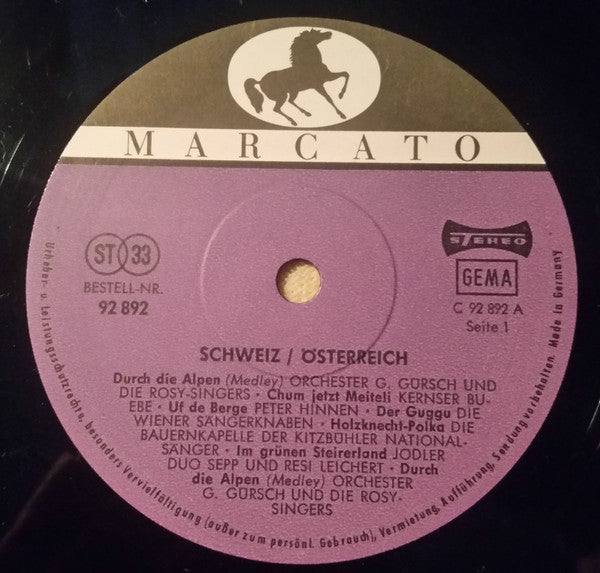 MARCATO
ST 33
BESTELL-NR.
92 892
STEREO
GEMA
C 92 892 A
Seite 1
SCHWEIZ / ÖSTERREICH
Durch die Alpen (Medley) ORCHESTER G. GÜRSCH UND
DIE ROSY-SINGERS · Chum jetzt Meiteli KERNSER BU-
EBE · Uf de Berge PETER HINNEN · Der Guggu DIE
WIENER SÄNGERKNABEN · Holzknecht-Polka DIE
BAUERNKAPELLE DER KITZBÜHLER NATIONAL-
SÄNGER · Im grünen Steirerland JODLER
DUO SEPP UND RESI LEICHERT · Durch
die Alpen (Medley) ORCHESTER
G. GÜRSCH UND DIE ROSY-
SINGERS
Urheber- u. Leistungsschutzrechte, besonders Vervielfältigung (außer zum persönl. Gebrauch), Vermietung, Aufführung, Sendung vorbehalten. Made in Germany